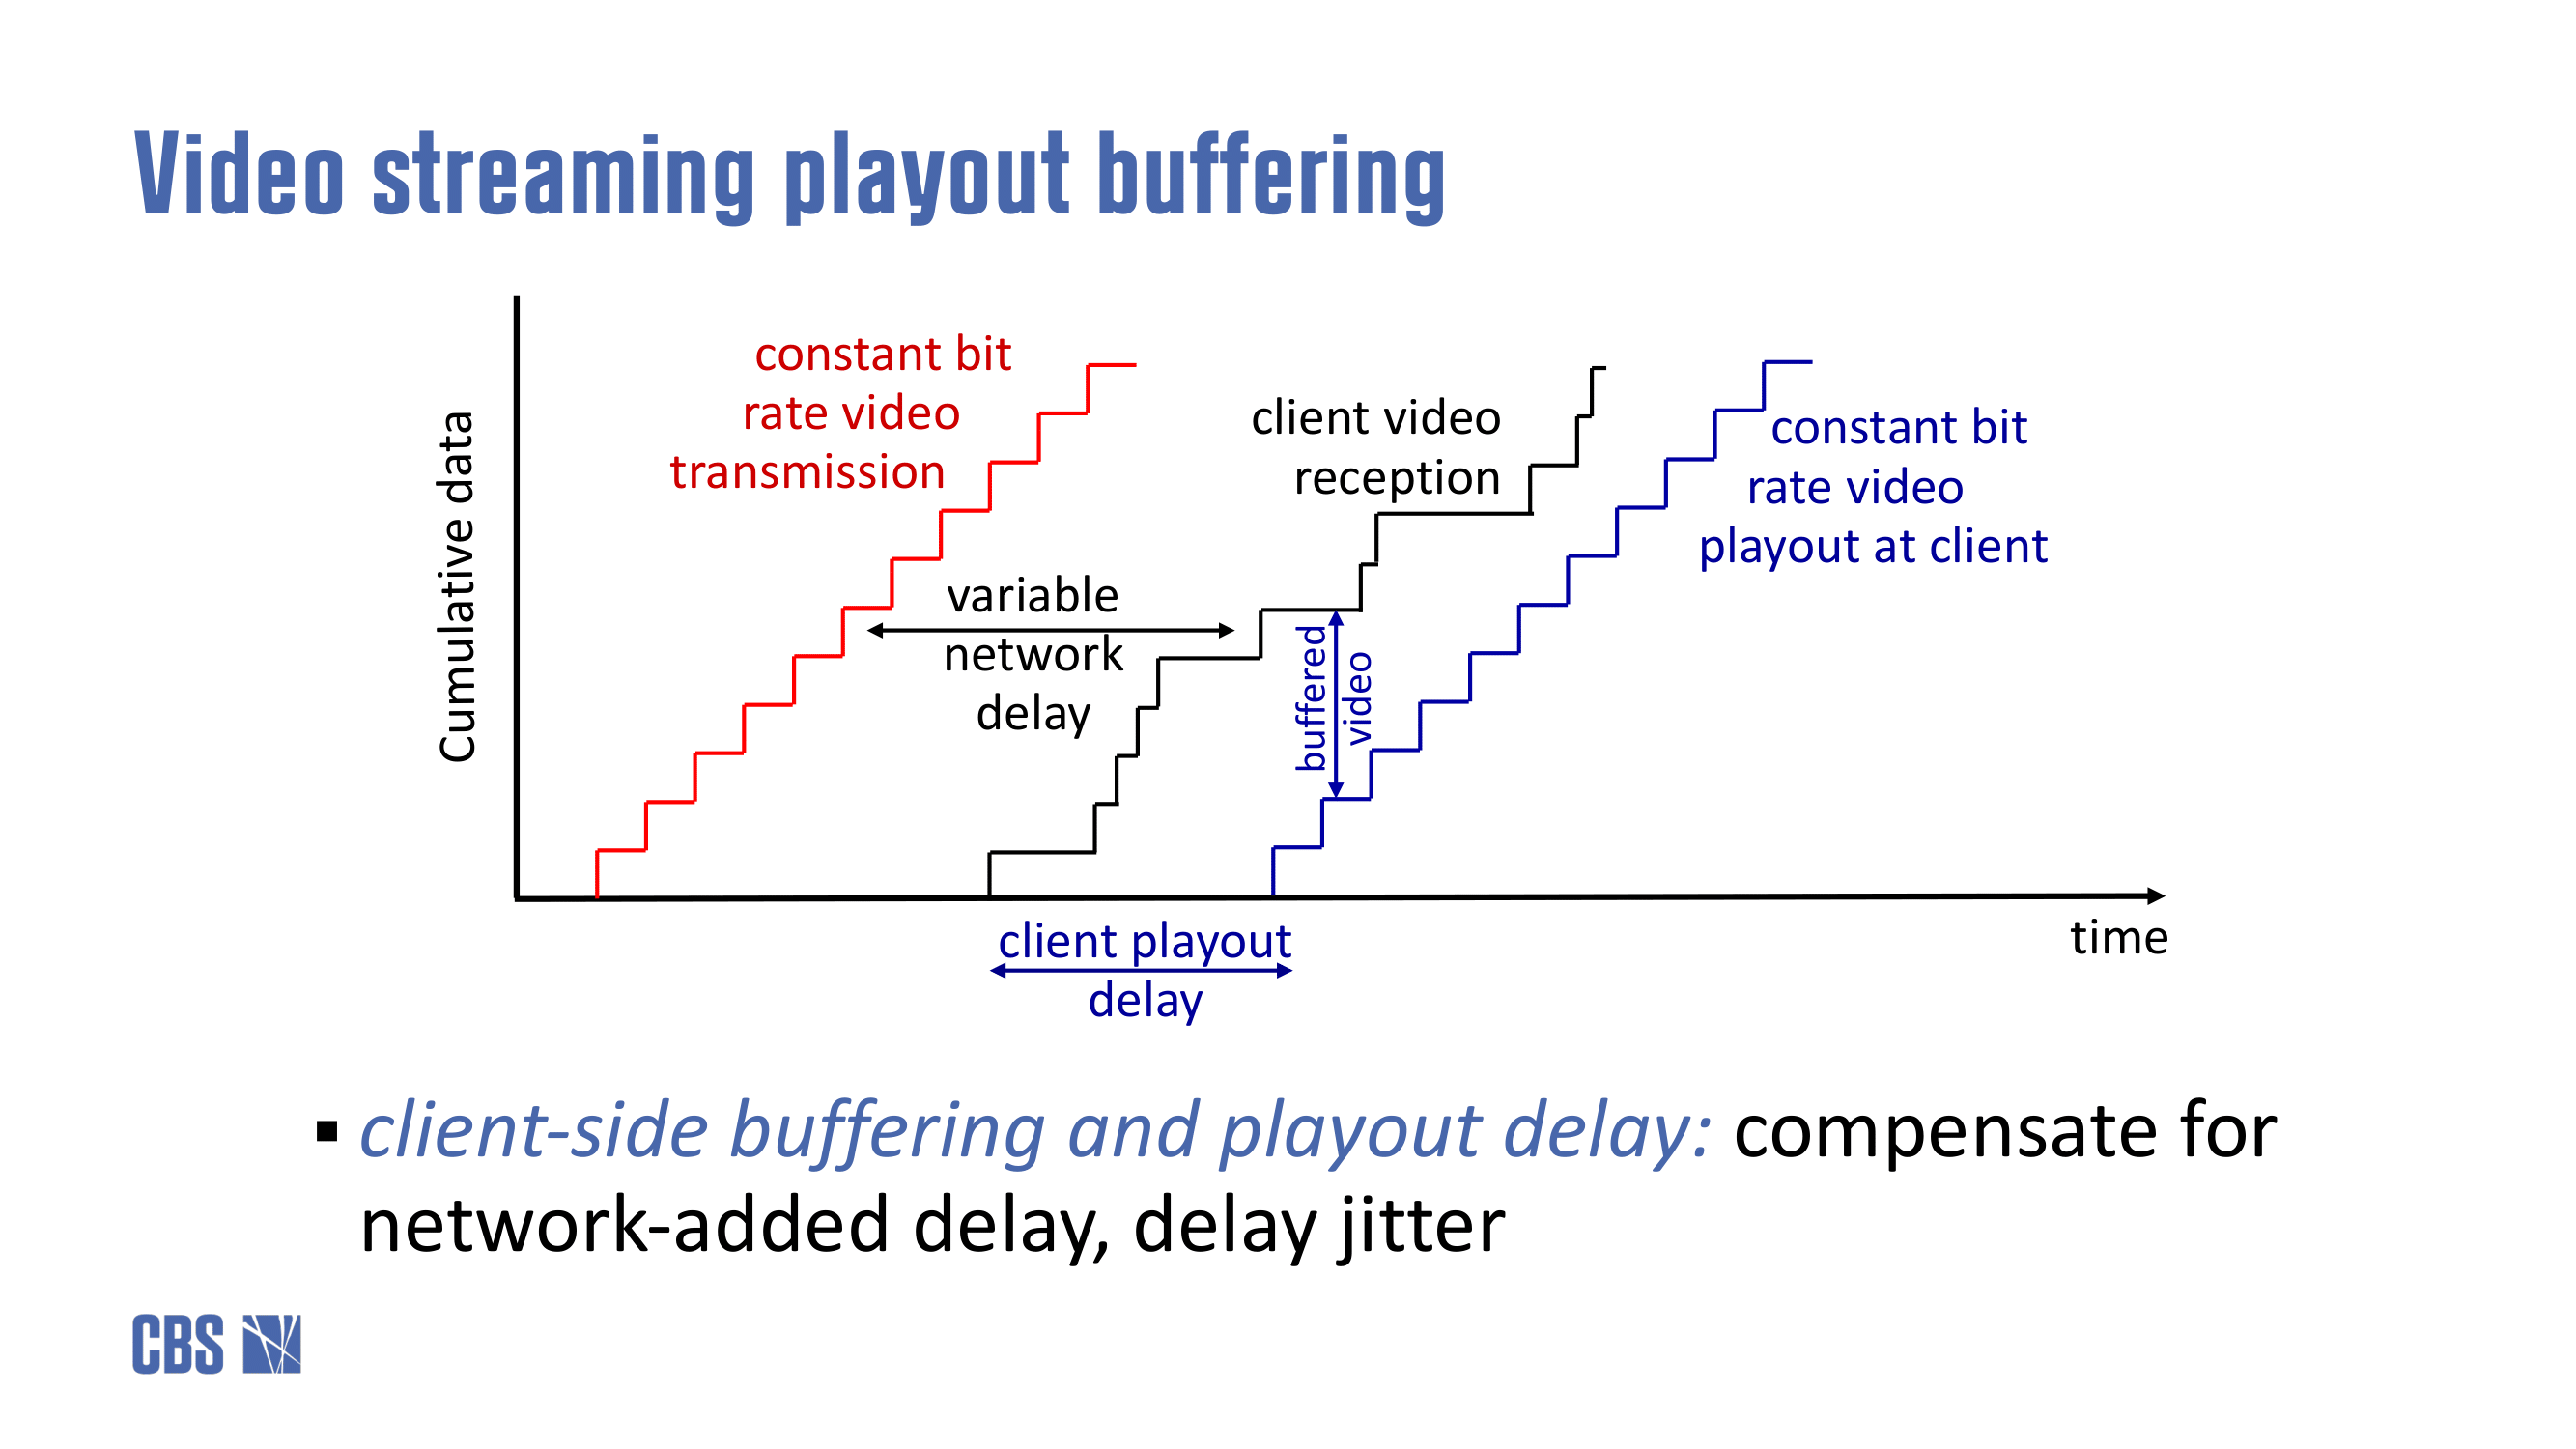 Video streaming playout buffering
constant bit
rate video
transmission
Cumulative data
variable
network
delay
client video
reception
buffered
video
constant bit
rate video
playout at client
time
client playout
delay
▪ client-side buffering and playout delay: compensate for
network-added delay, delay jitter
CBS